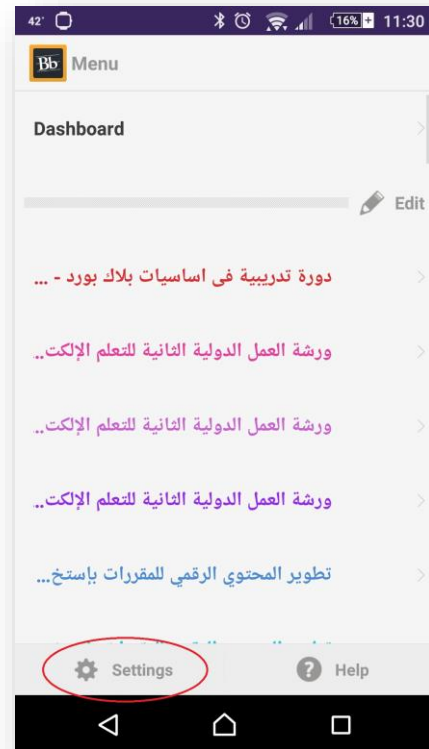 42° 16% 11:30
Bb Menu
Dashboard
Edit
دورة تدريبية فى اساسيات بلاك بورد - ...
ورشة العمل الدولية الثانية للتعلم الإلكت..
ورشة العمل الدولية الثانية للتعلم الإلكت..
ورشة العمل الدولية الثانية للتعلم الإلكت..
تطوير المحتوي الرقمي للمقررات بإستخ...
Settings ? Help